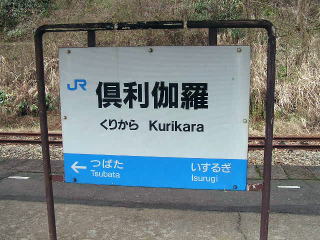 JR
倶利伽羅
くりから Kurikara
← つばた いするぎ
Tsubata Isurugi